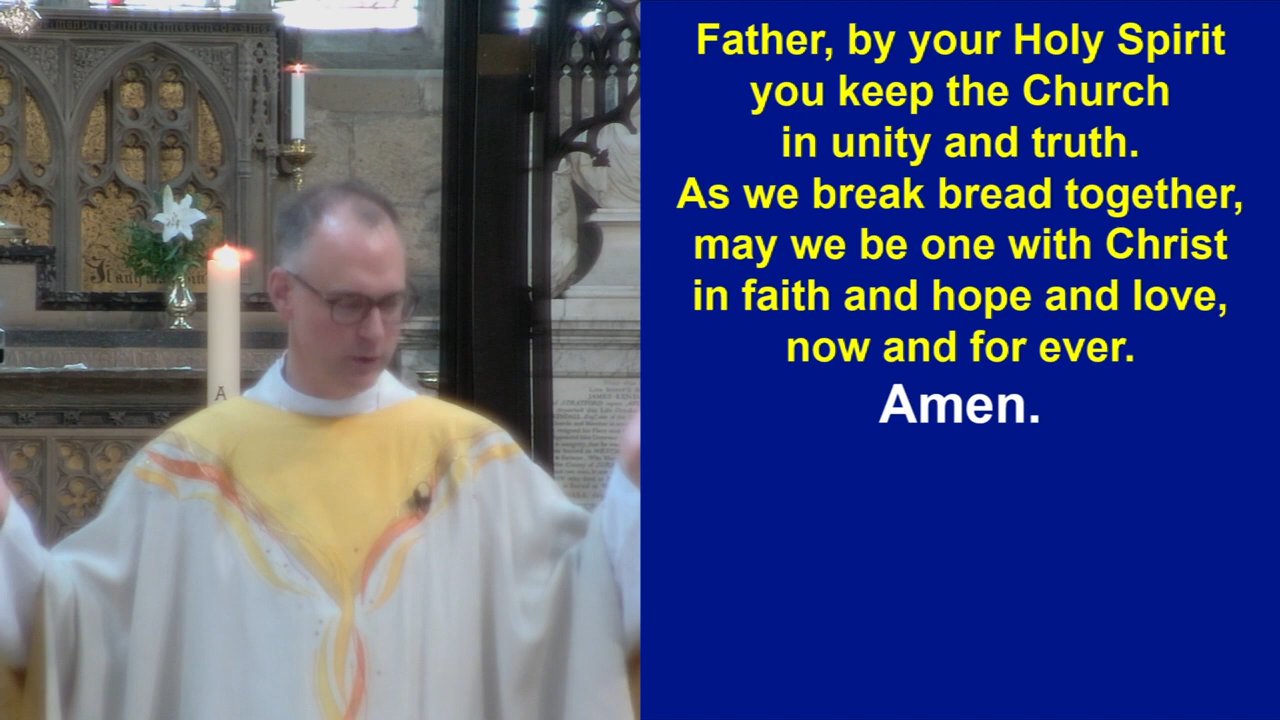 Father, by your Holy Spirit
you keep the Church
in unity and truth.
As we break bread together,
may we be one with Christ
in faith and hope and love,
now and for ever.
Amen.
A